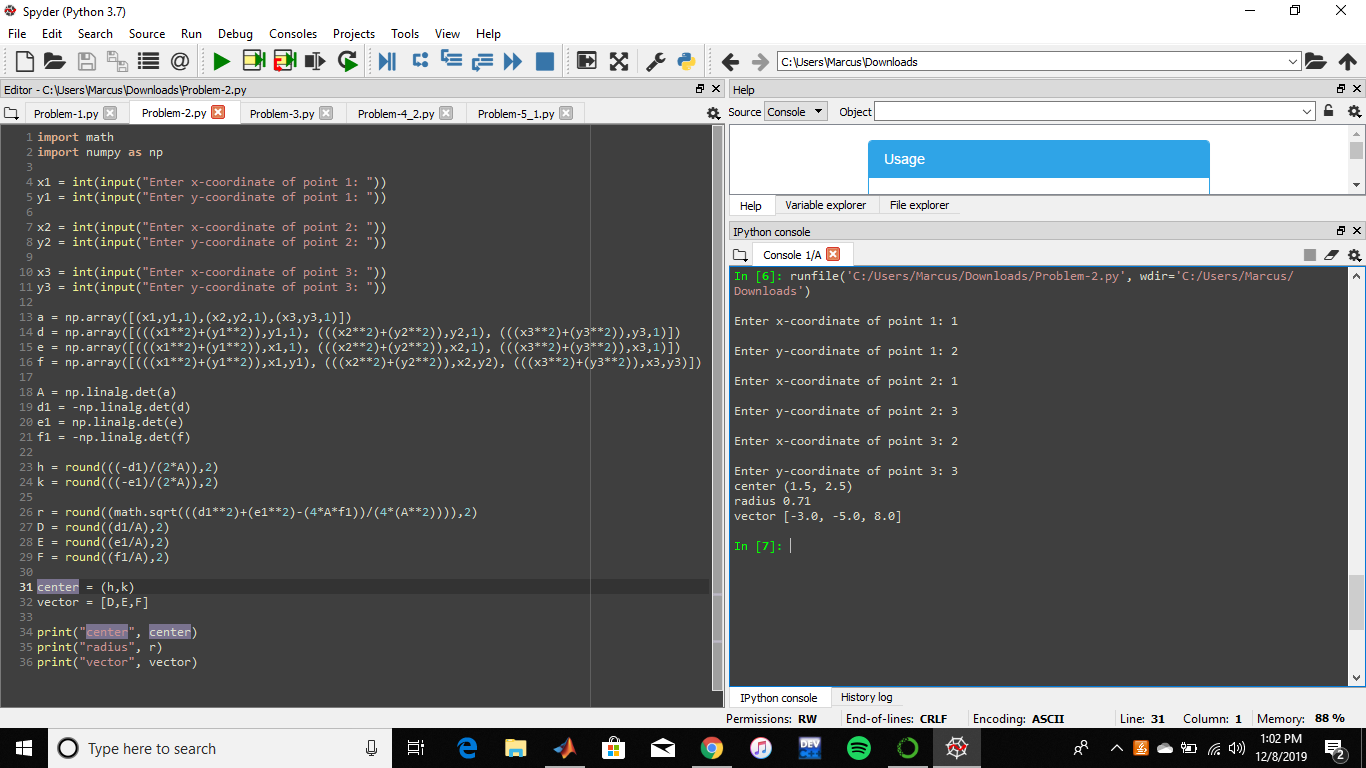 Spyder (Python 3.7)
File Edit Search Source Run Debug Consoles Projects Tools View Help
C:\Users\Marcus\Downloads
Editor - C:\Users\Marcus\Downloads\Problem-2.py
Problem-1.py Problem-2.py Problem-3.py Problem-4_2.py Problem-5_1.py
1 import math
2 import numpy as np
3
4 x1 = int(input("Enter x-coordinate of point 1: "))
5 y1 = int(input("Enter y-coordinate of point 1: "))
6
7 x2 = int(input("Enter x-coordinate of point 2: "))
8 y2 = int(input("Enter y-coordinate of point 2: "))
9
10 x3 = int(input("Enter x-coordinate of point 3: "))
11 y3 = int(input("Enter y-coordinate of point 3: "))
12
13 a = np.array([(x1,y1,1),(x2,y2,1),(x3,y3,1)])
14 d = np.array([(((x1**2)+(y1**2)),y1,1), (((x2**2)+(y2**2)),y2,1), (((x3**2)+(y3**2)),y3,1)])
15 e = np.array([(((x1**2)+(y1**2)),x1,1), (((x2**2)+(y2**2)),x2,1), (((x3**2)+(y3**2)),x3,1)])
16 f = np.array([(((x1**2)+(y1**2)),x1,y1), (((x2**2)+(y2**2)),x2,y2), (((x3**2)+(y3**2)),x3,y3)])
17
18 A = np.linalg.det(a)
19 d1 = -np.linalg.det(d)
20 e1 = np.linalg.det(e)
21 f1 = -np.linalg.det(f)
22
23 h = round(((-d1)/(2*A)),2)
24 k = round(((-e1)/(2*A)),2)
25
26 r = round((math.sqrt(((d1**2)+(e1**2)-(4*A*f1))/(4*(A**2)))),2)
27 D = round((d1/A),2)
28 E = round((e1/A),2)
29 F = round((f1/A),2)
30
31 center = (h,k)
32 vector = [D,E,F]
33
34 print("center", center)
35 print("radius", r)
36 print("vector", vector)
Help
Source Console Object
Usage
Help Variable explorer File explorer
IPython console
Console 1/A
In [6]: runfile('C:/Users/Marcus/Downloads/Problem-2.py', wdir='C:/Users/Marcus/
Downloads')
Enter x-coordinate of point 1: 1
Enter y-coordinate of point 1: 2
Enter x-coordinate of point 2: 1
Enter y-coordinate of point 2: 3
Enter x-coordinate of point 3: 2
Enter y-coordinate of point 3: 3
center (1.5, 2.5)
radius 0.71
vector [-3.0, -5.0, 8.0]
In [7]:
IPython console History log
Permissions: RW End-of-lines: CRLF Encoding: ASCII Line: 31 Column: 1 Memory: 88 %
Type here to search
DEV
1:02 PM
12/8/2019
2